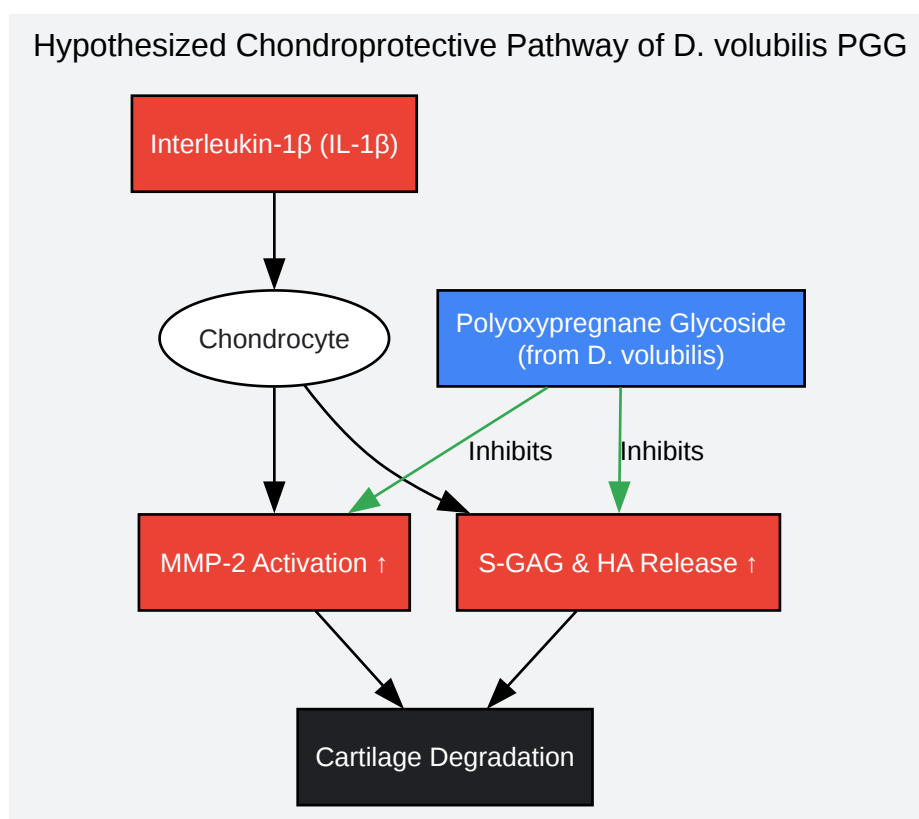 Hypothesized Chondroprotective Pathway of D. volubilis PGG
Interleukin-1β (IL-1β)
Chondrocyte
Polyoxypregnane Glycoside
(from D. volubilis)
Inhibits
Inhibits
MMP-2 Activation ↑
S-GAG & HA Release ↑
Cartilage Degradation